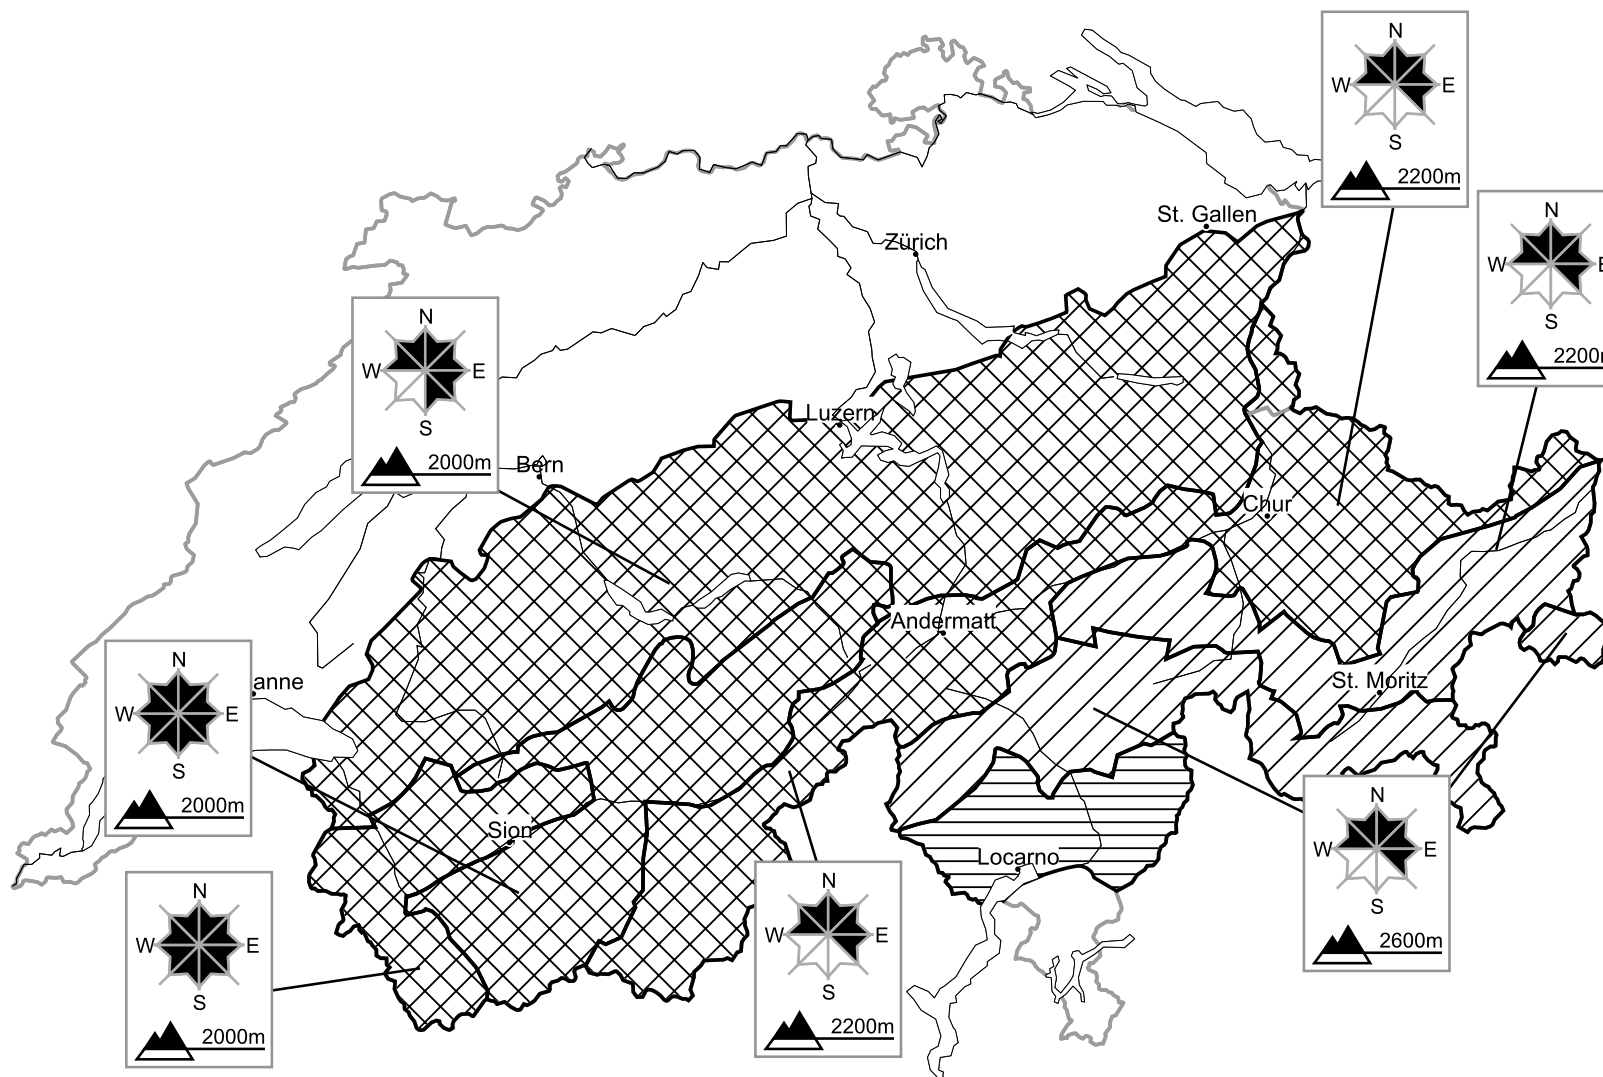 N
W E
S
2200m
N
W E
S
2200m
St. Gallen
Zürich
N
W E
S
2000m
Luzern
Bern
Chur
Andermatt
N
W E
S
2000m
anne
St. Moritz
N
W E
S
2600m
Sion
Locarno
N
W E
S
2000m
N
W E
S
2200m